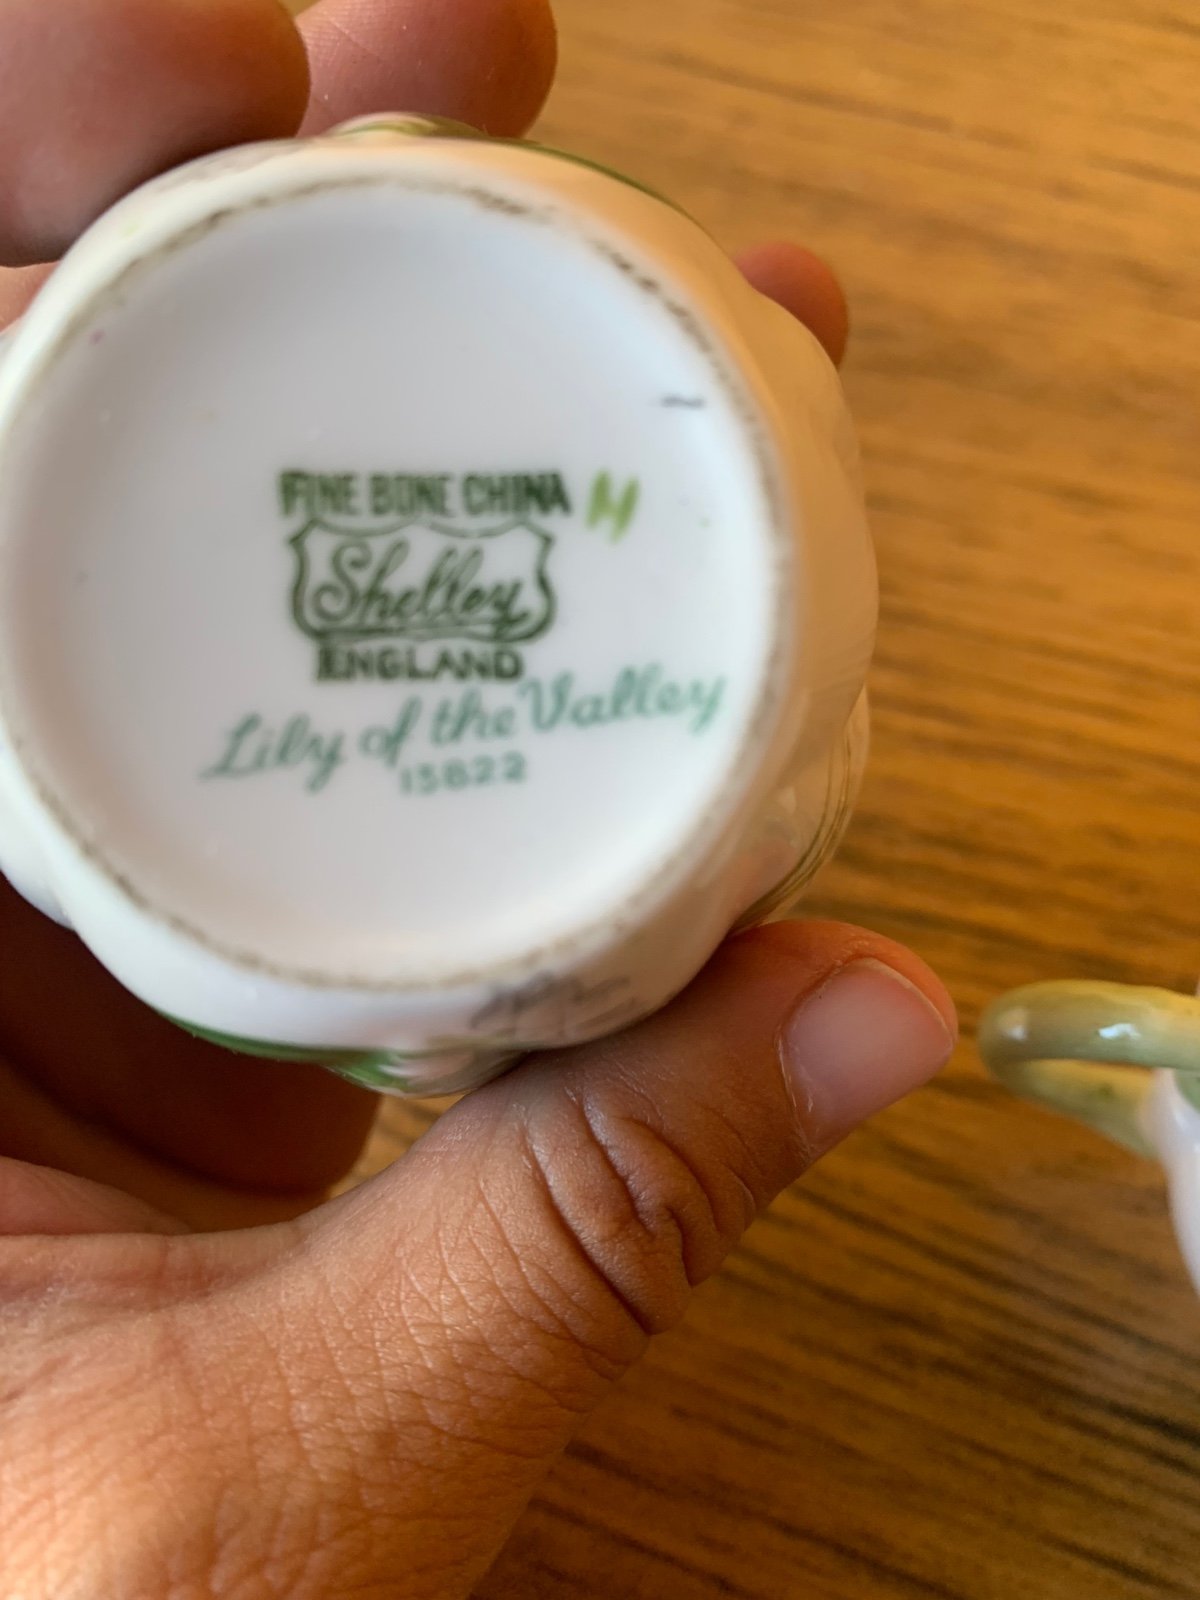 FINE BONE CHINA
Shelley
ENGLAND
Lily of the Valley
13822